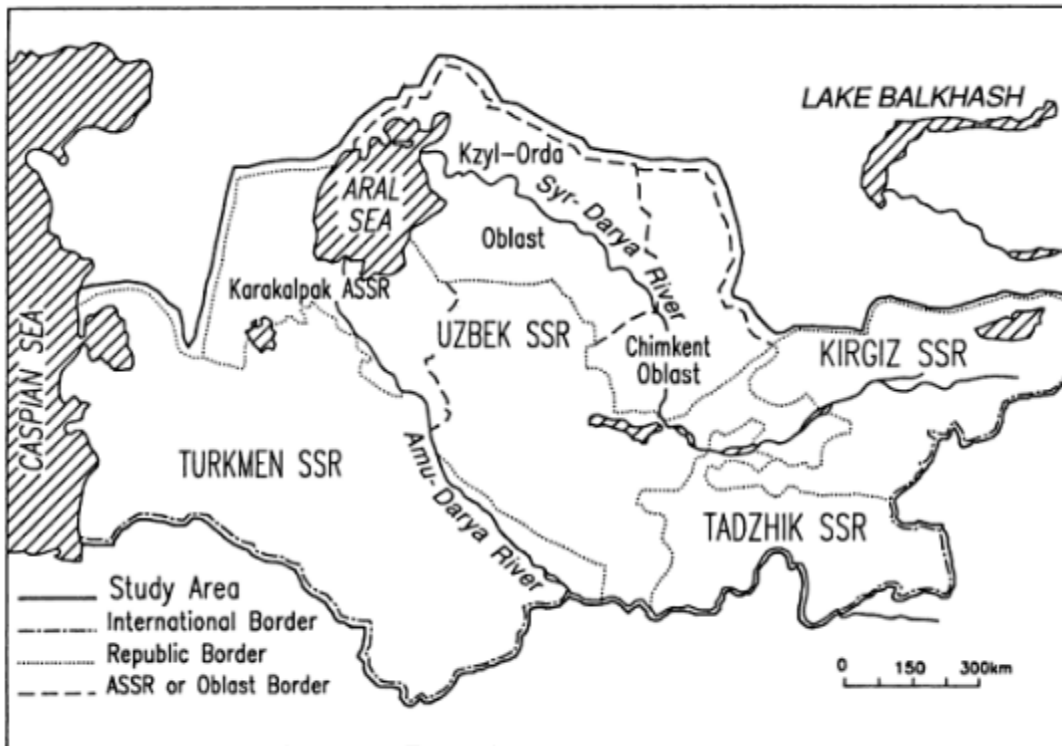 LAKE BALKHASH
Kzyl-Orda
Syr-Darya River
ARAL
SEA
Oblast
Karakalpak ASSR
UZBEK SSR
Chimkent
Oblast
KIRGIZ SSR
CASPIAN SEA
TURKMEN SSR
Amu-Darya River
TADZHIK SSR
Study Area
International Border
Republic Border
ASSR or Oblast Border
0 150 300km